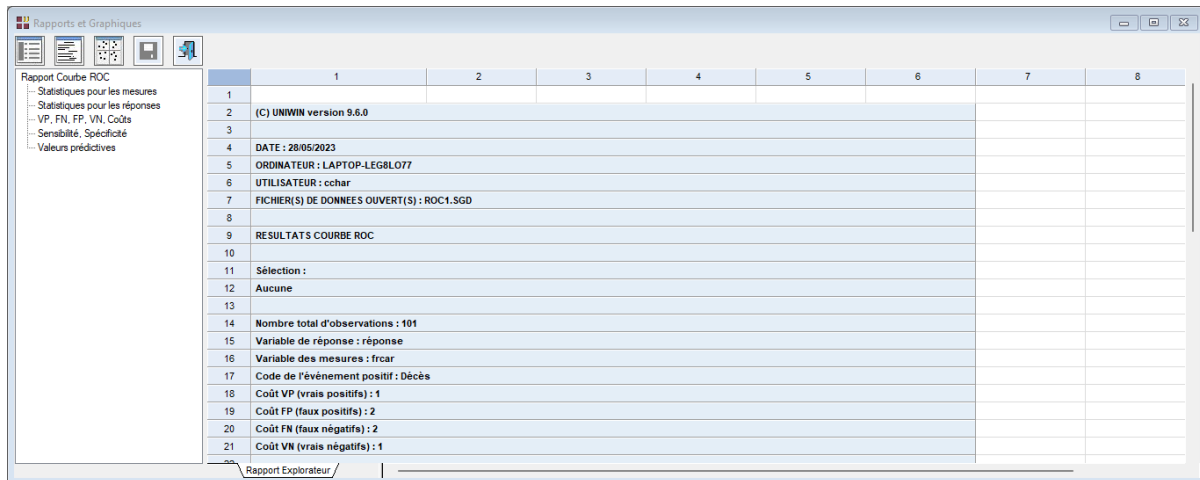 Rapports et Graphiques
Rapport Courbe ROC
Statistiques pour les mesures
Statistiques pour les réponses
VP, FN, FP, VN, Coûts
Sensibilité, Spécificité
Valeurs prédictives
1 2 3 4 5 6 7 8
1
2 (C) UNIWIN version 9.6.0
3
4 DATE : 28/05/2023
5 ORDINATEUR : LAPTOP-LEG8LO77
6 UTILISATEUR : cchar
7 FICHIER(S) DE DONNEES OUVERT(S) : ROC1.SGD
8
9 RESULTATS COURBE ROC
10
11 Sélection :
12 Aucune
13
14 Nombre total d'observations : 101
15 Variable de réponse : réponse
16 Variable des mesures : frcar
17 Code de l'événement positif : Décès
18 Coût VP (vrais positifs) : 1
19 Coût FP (faux positifs) : 2
20 Coût FN (faux négatifs) : 2
21 Coût VN (vrais négatifs) : 1
Rapport Explorateur